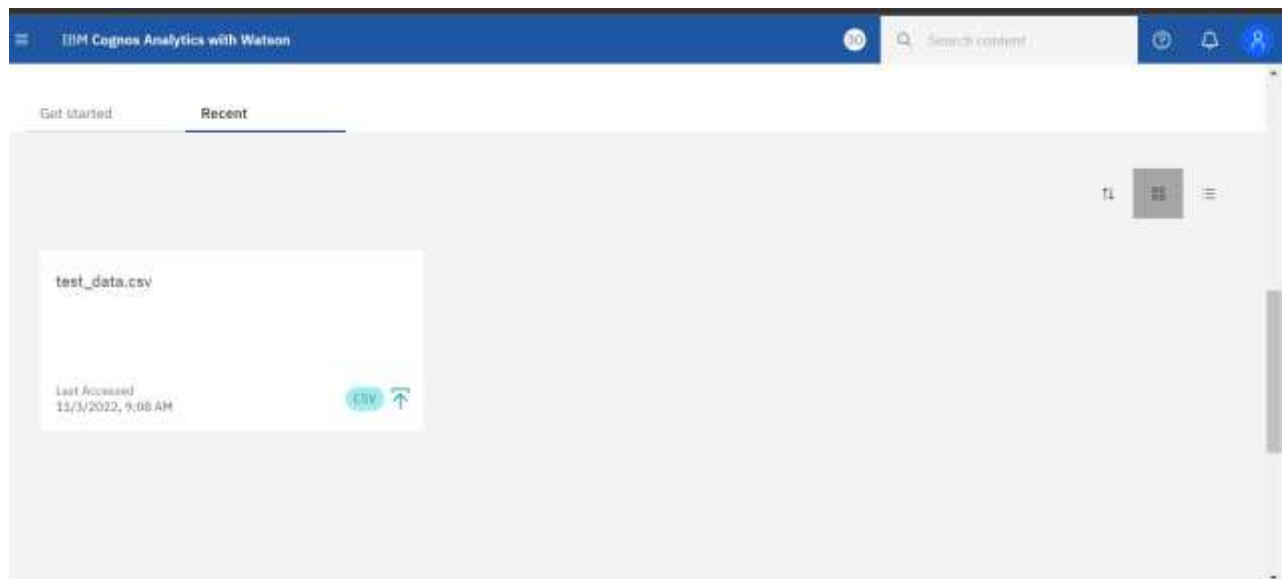 IBM Cognos Analytics with Watson
Search content
Get started
Recent
test_data.csv
Last Accessed
11/3/2022, 9:08 AM
CSV